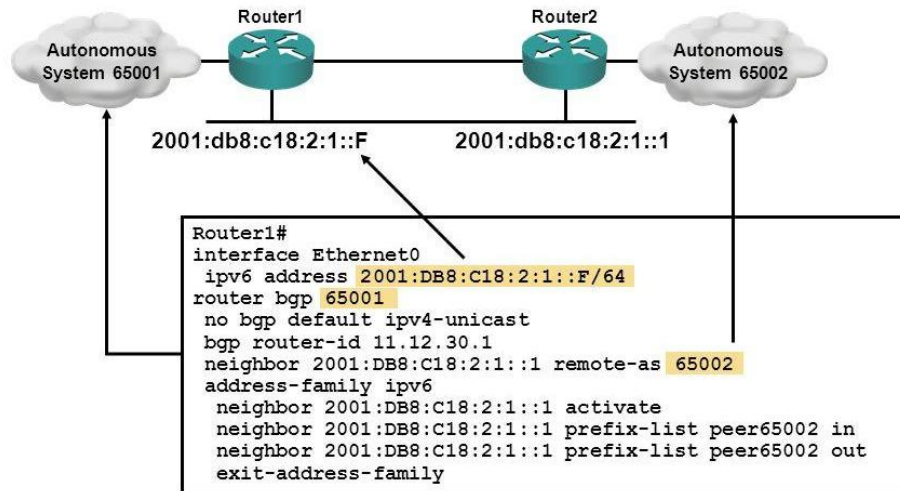 Router1
Router2
Autonomous
System 65001
Autonomous
System 65002
2001:db8:c18:2:1::F
2001:db8:c18:2:1::1
Router1#
interface Ethernet0
ipv6 address 2001:DB8:C18:2:1::F/64
router bgp 65001
no bgp default ipv4-unicast
bgp router-id 11.12.30.1
neighbor 2001:DB8:C18:2:1::1 remote-as 65002
address-family ipv6
neighbor 2001:DB8:C18:2:1::1 activate
neighbor 2001:DB8:C18:2:1::1 prefix-list peer65002 in
neighbor 2001:DB8:C18:2:1::1 prefix-list peer65002 out
exit-address-family